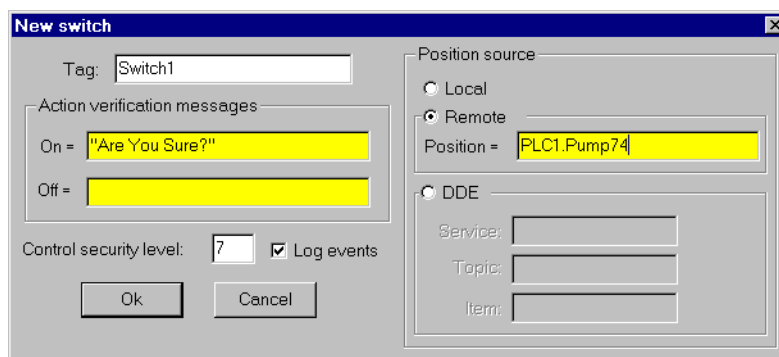 New switch
Tag: Switch1
Action verification messages
On = "Are You Sure?"
Off =
Control security level: 7 Log events
Ok Cancel
Position source
Local
Remote
Position = PLC1.Pump74
DDE
Service:
Topic:
Item: